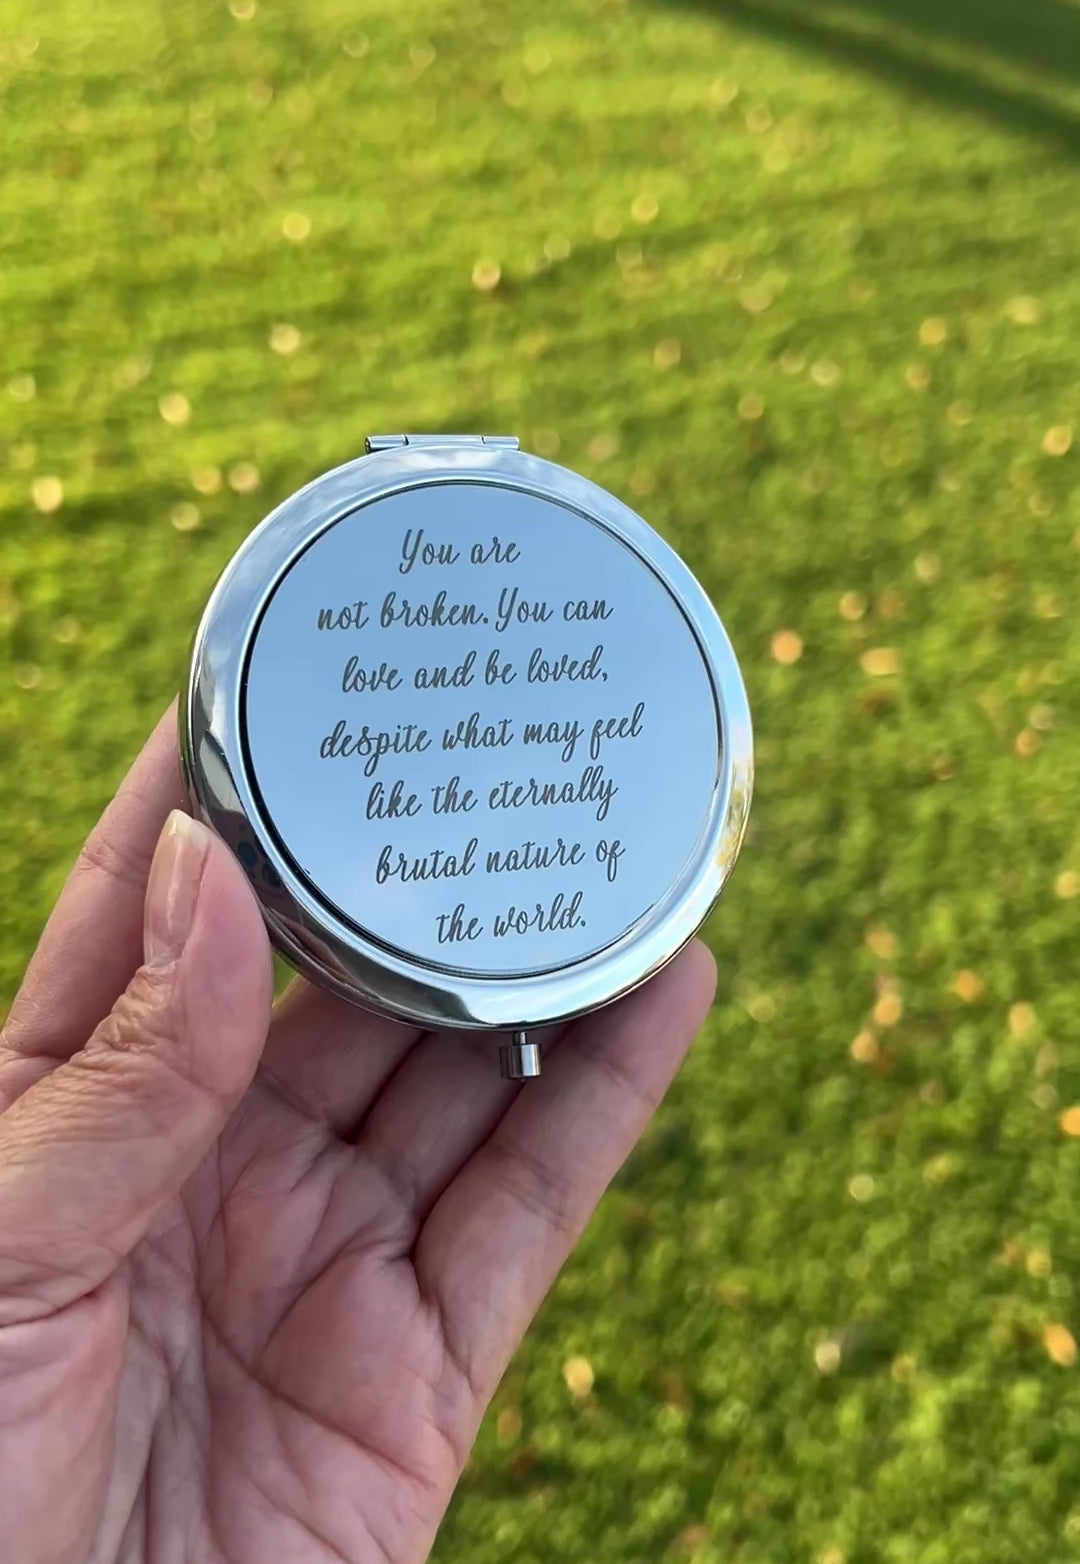 You are
not broken. You can
love and be loved,
despite what may feel
like the eternally
brutal nature of
the world.